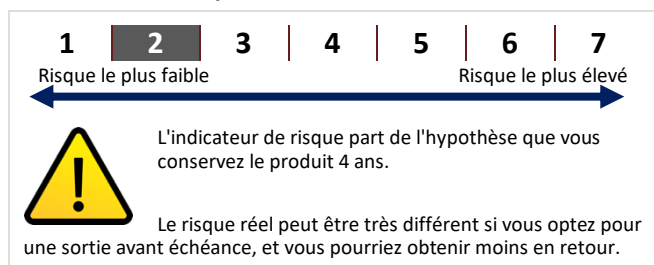 1 2 3 4 5 6 7
Risque le plus faible Risque le plus élevé
L'indicateur de risque part de l'hypothèse que vous
conservez le produit 4 ans.
Le risque réel peut être très différent si vous optez pour
une sortie avant échéance, et vous pourriez obtenir moins en retour.